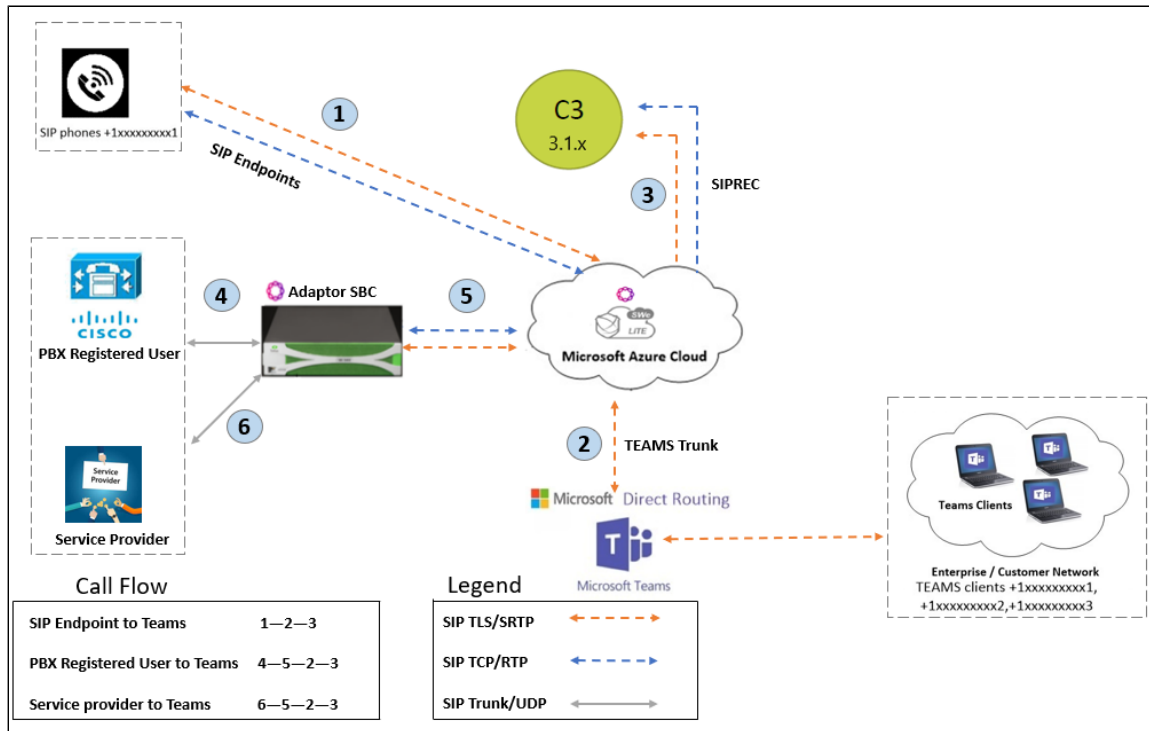 SIP phones +1xxxxxxxxx1
1
SIP Endpoints
C3
3.1.x
3
SIPREC
CISCO
PBX Registered User
4
Adaptor SBC
5
SWe
LITE
Microsoft Azure Cloud
6
Service
Provider
Service Provider
2
TEAMS Trunk
Microsoft Direct Routing
T
Microsoft Teams
Teams Clients
Enterprise / Customer Network
TEAMS clients +1xxxxxxxxx1,
+1xxxxxxxxx2,+1xxxxxxxxx3
Call Flow
SIP Endpoint to Teams 1—2—3
PBX Registered User to Teams 4—5—2—3
Service provider to Teams 6—5—2—3
Legend
SIP TLS/SRTP
SIP TCP/RTP
SIP Trunk/UDP